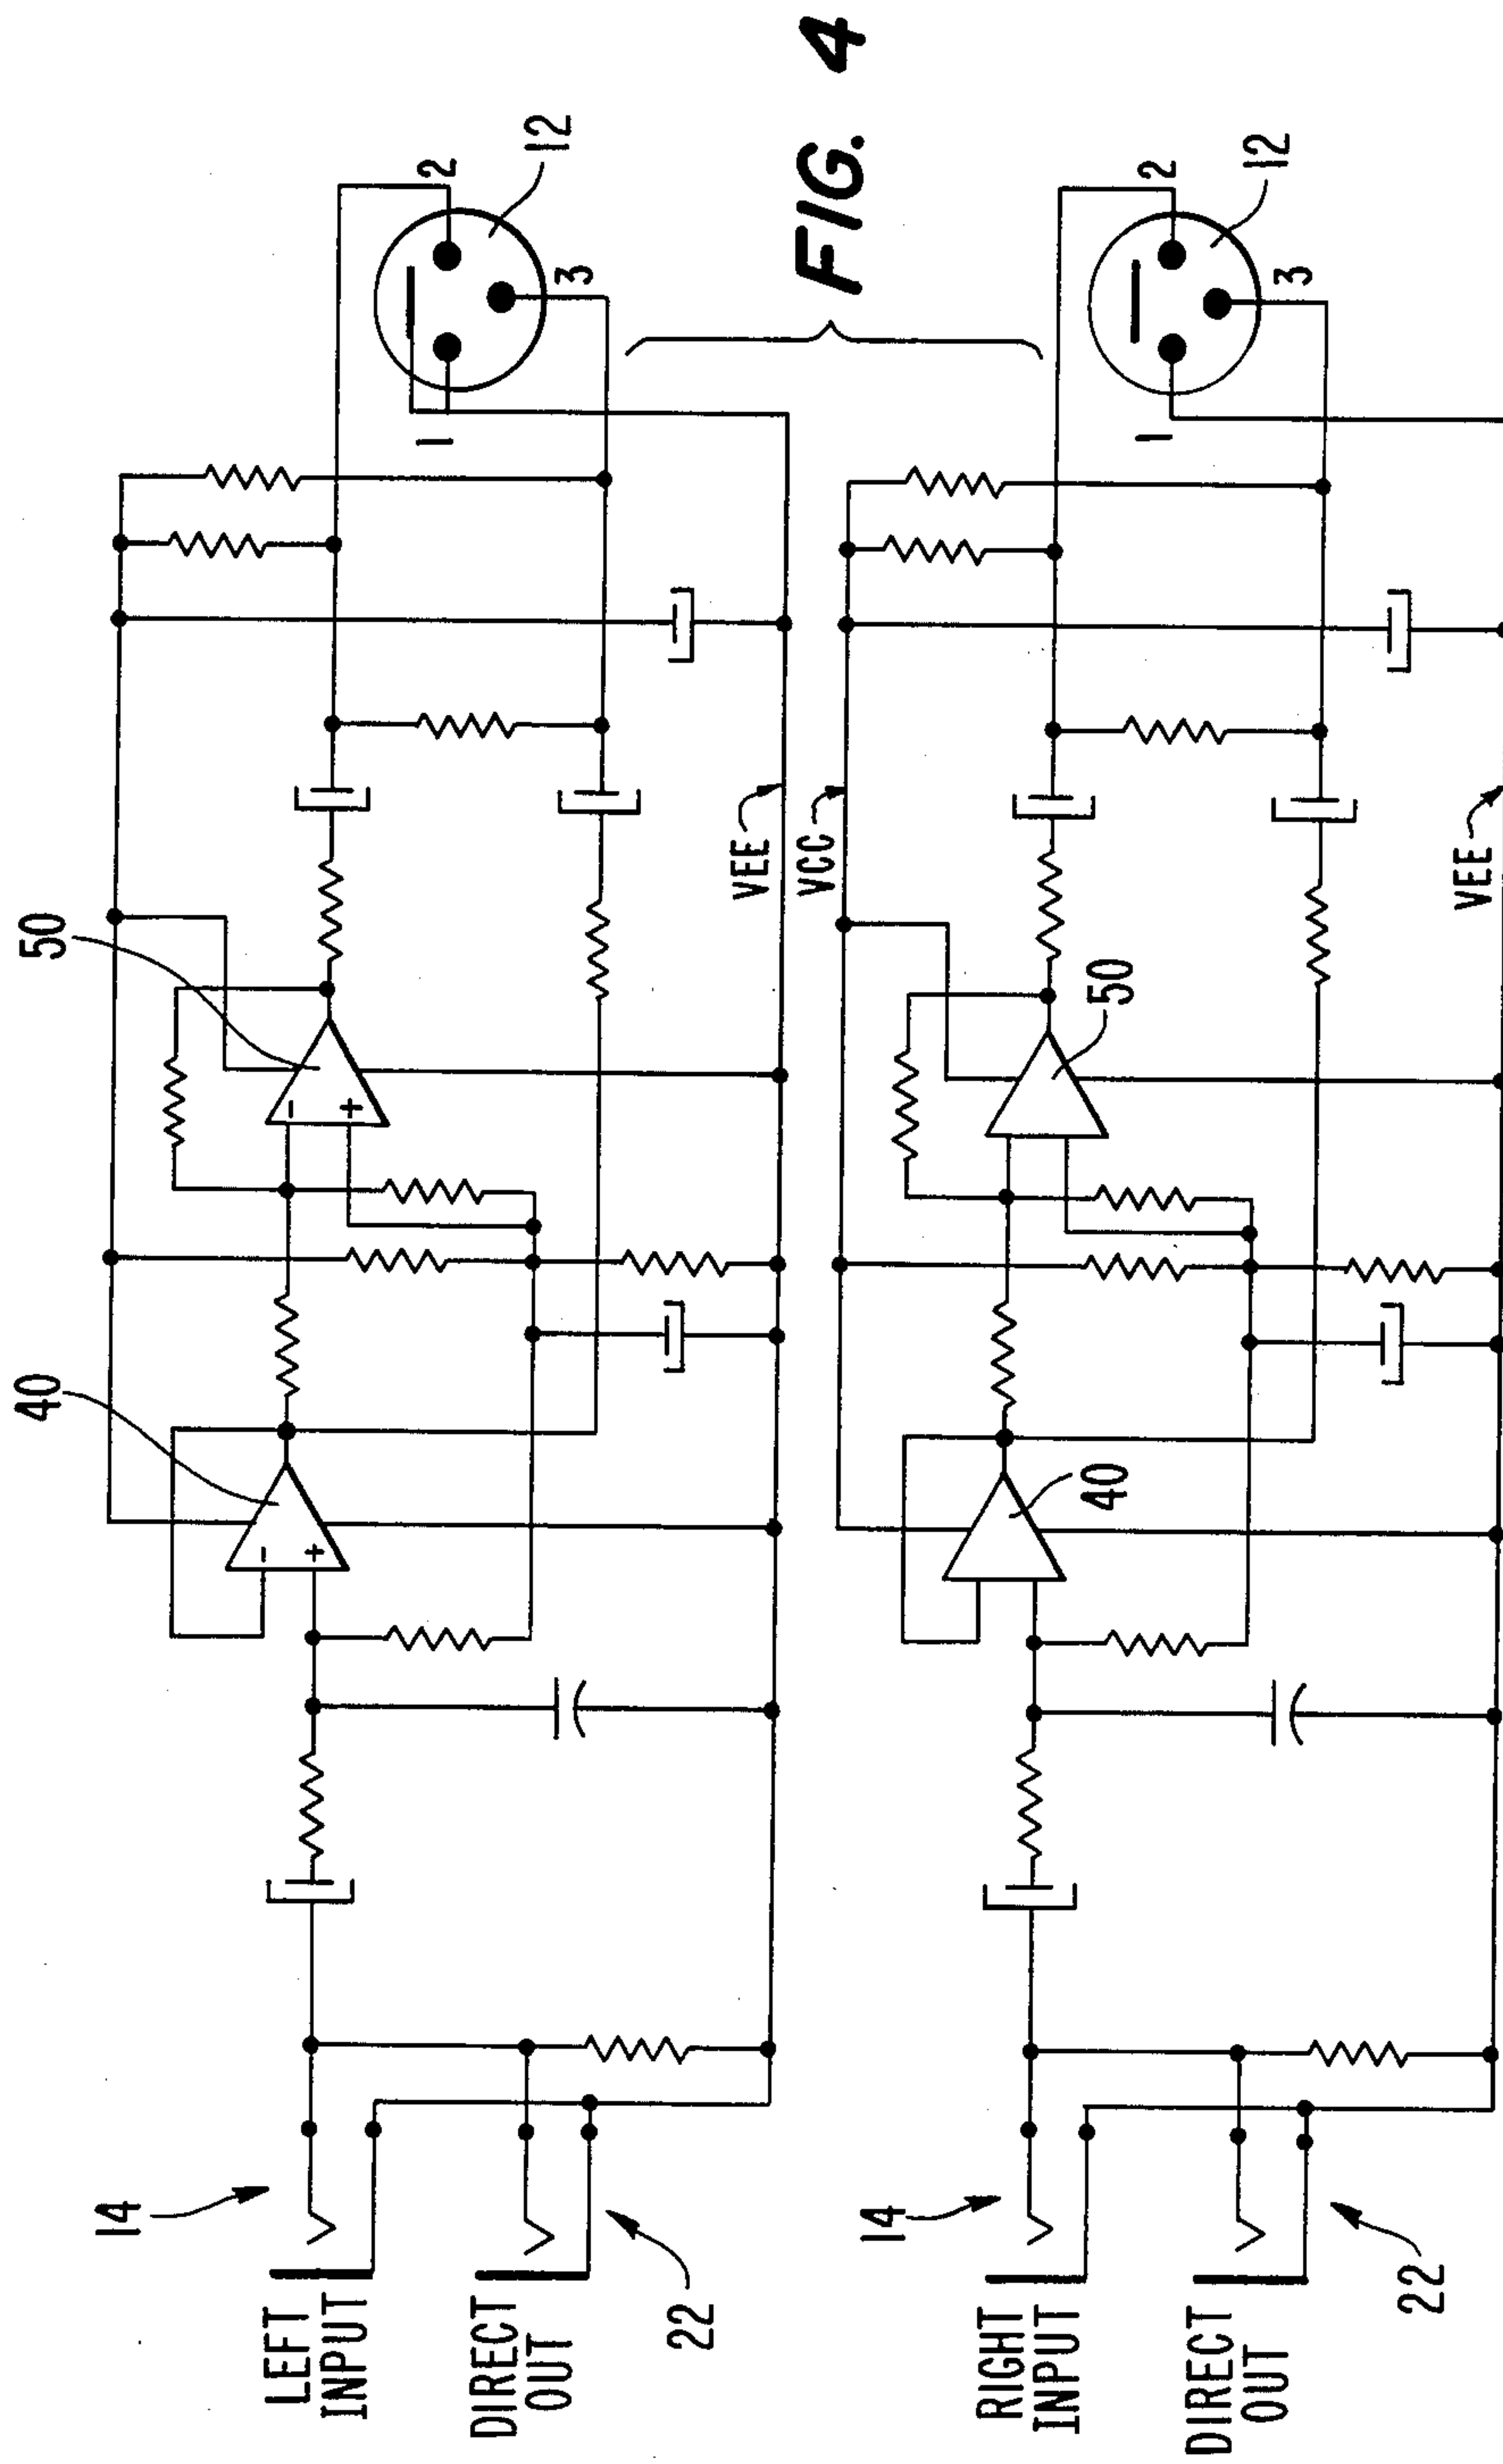 FIG. 4
50
40
12
2
3
1
-
+
-
+
VEE
14
LEFT
INPUT
DIRECT
OUT
22
VCC
50
40
12
2
3
1
VEE
14
RIGHT
INPUT
DIRECT
OUT
22